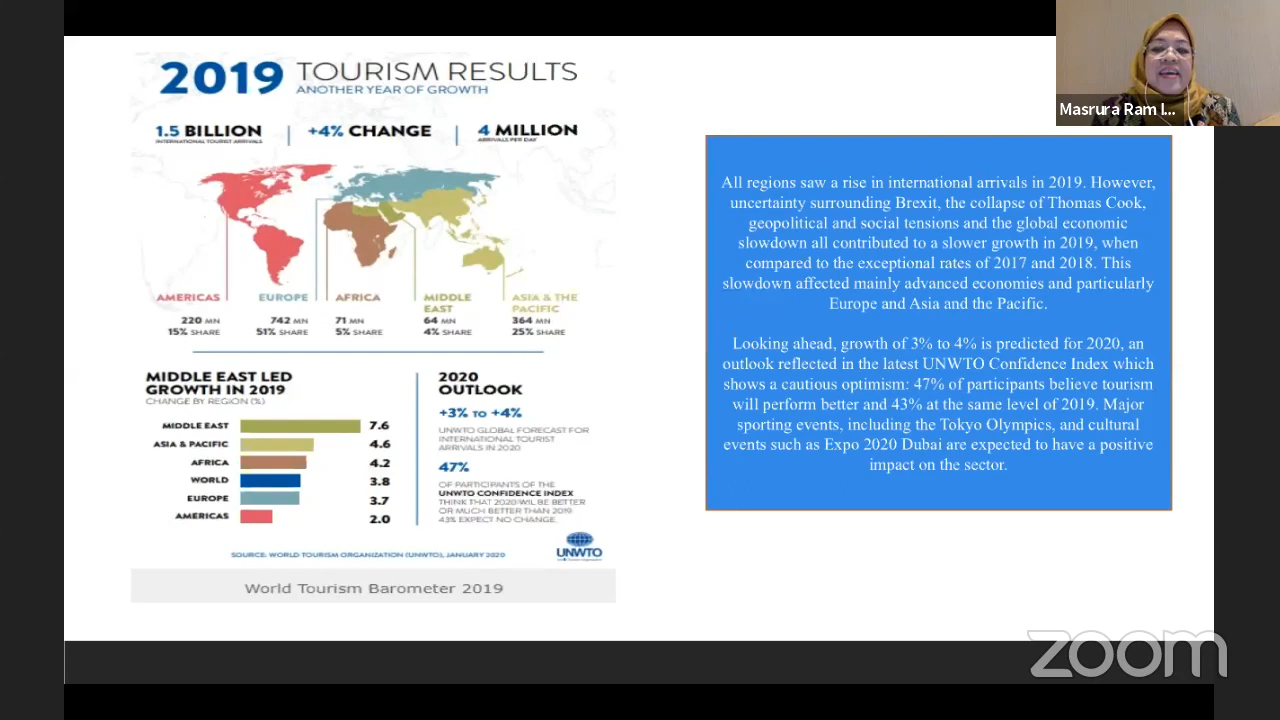 2019 TOURISM RESULTS
ANOTHER YEAR OF GROWTH
1.5 BILLION
INTERNATIONAL TOURIST ARRIVALS
+4% CHANGE
4 MILLION
ARRIVALS PER DAY
AMERICAS
220 MN
15% SHARE
EUROPE
742 MN
51% SHARE
AFRICA
71 MN
5% SHARE
MIDDLE
EAST
64 MN
4% SHARE
ASIA & THE
PACIFIC
364 MN
25% SHARE
MIDDLE EAST LED
GROWTH IN 2019
CHANGE BY REGION (%)
MIDDLE EAST 7.6
ASIA & PACIFIC 4.6
AFRICA 4.2
WORLD 3.8
EUROPE 3.7
AMERICAS 2.0
2020
OUTLOOK
+3% TO +4%
UNWTO GLOBAL FORECAST FOR
INTERNATIONAL TOURIST
ARRIVALS IN 2020
47%
OF PARTICIPANTS OF THE
UNWTO CONFIDENCE INDEX
THINK THAT 2020 WILL BE BETTER
OR MUCH BETTER THAN 2019
43% EXPECT NO CHANGE.
SOURCE: WORLD TOURISM ORGANIZATION (UNWTO), JANUARY 2020
UNWTO
World Tourism Barometer 2019
All regions saw a rise in international arrivals in 2019. However,
uncertainty surrounding Brexit, the collapse of Thomas Cook,
geopolitical and social tensions and the global economic
slowdown all contributed to a slower growth in 2019, when
compared to the exceptional rates of 2017 and 2018. This
slowdown affected mainly advanced economies and particularly
Europe and Asia and the Pacific.
Looking ahead, growth of 3% to 4% is predicted for 2020, an
outlook reflected in the latest UNWTO Confidence Index which
shows a cautious optimism: 47% of participants believe tourism
will perform better and 43% at the same level of 2019. Major
sporting events, including the Tokyo Olympics, and cultural
events such as Expo 2020 Dubai are expected to have a positive
impact on the sector.
Masrura Ram I...
zoom